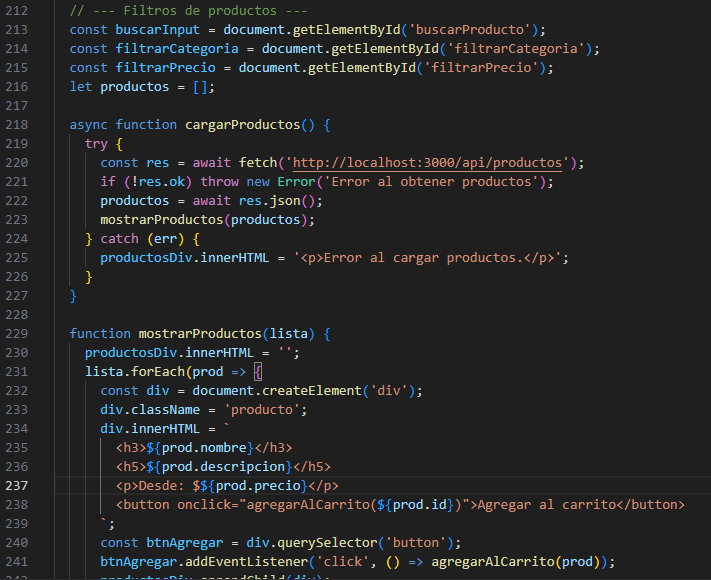 212 // --- Filtros de productos ---
213 const buscarInput = document.getElementById('buscarProducto');
214 const filtrarCategoria = document.getElementById('filtrarCategoria');
215 const filtrarPrecio = document.getElementById('filtrarPrecio');
216 let productos = [];
217
218 async function cargarProductos() {
219 try {
220 const res = await fetch('http://localhost:3000/api/productos');
221 if (!res.ok) throw new Error('Error al obtener productos');
222 productos = await res.json();
223 mostrarProductos(productos);
224 } catch (err) {
225 productosDiv.innerHTML = '<p>Error al cargar productos.</p>';
226 }
227 }
228
229 function mostrarProductos(lista) {
230 productosDiv.innerHTML = '';
231 lista.forEach(prod => {
232 const div = document.createElement('div');
233 div.className = 'producto';
234 div.innerHTML = `
235 <h3>${prod.nombre}</h3>
236 <h5>${prod.descripcion}</h5>
237 <p>Desde: $${prod.precio}</p>
238 <button onclick="agregarAlCarrito(${prod.id})">Agregar al carrito</button>
239 `;
240 const btnAgregar = div.querySelector('button');
241 btnAgregar.addEventListener('click', () => agregarAlCarrito(prod));
242 productosDiv.appendChild(div);